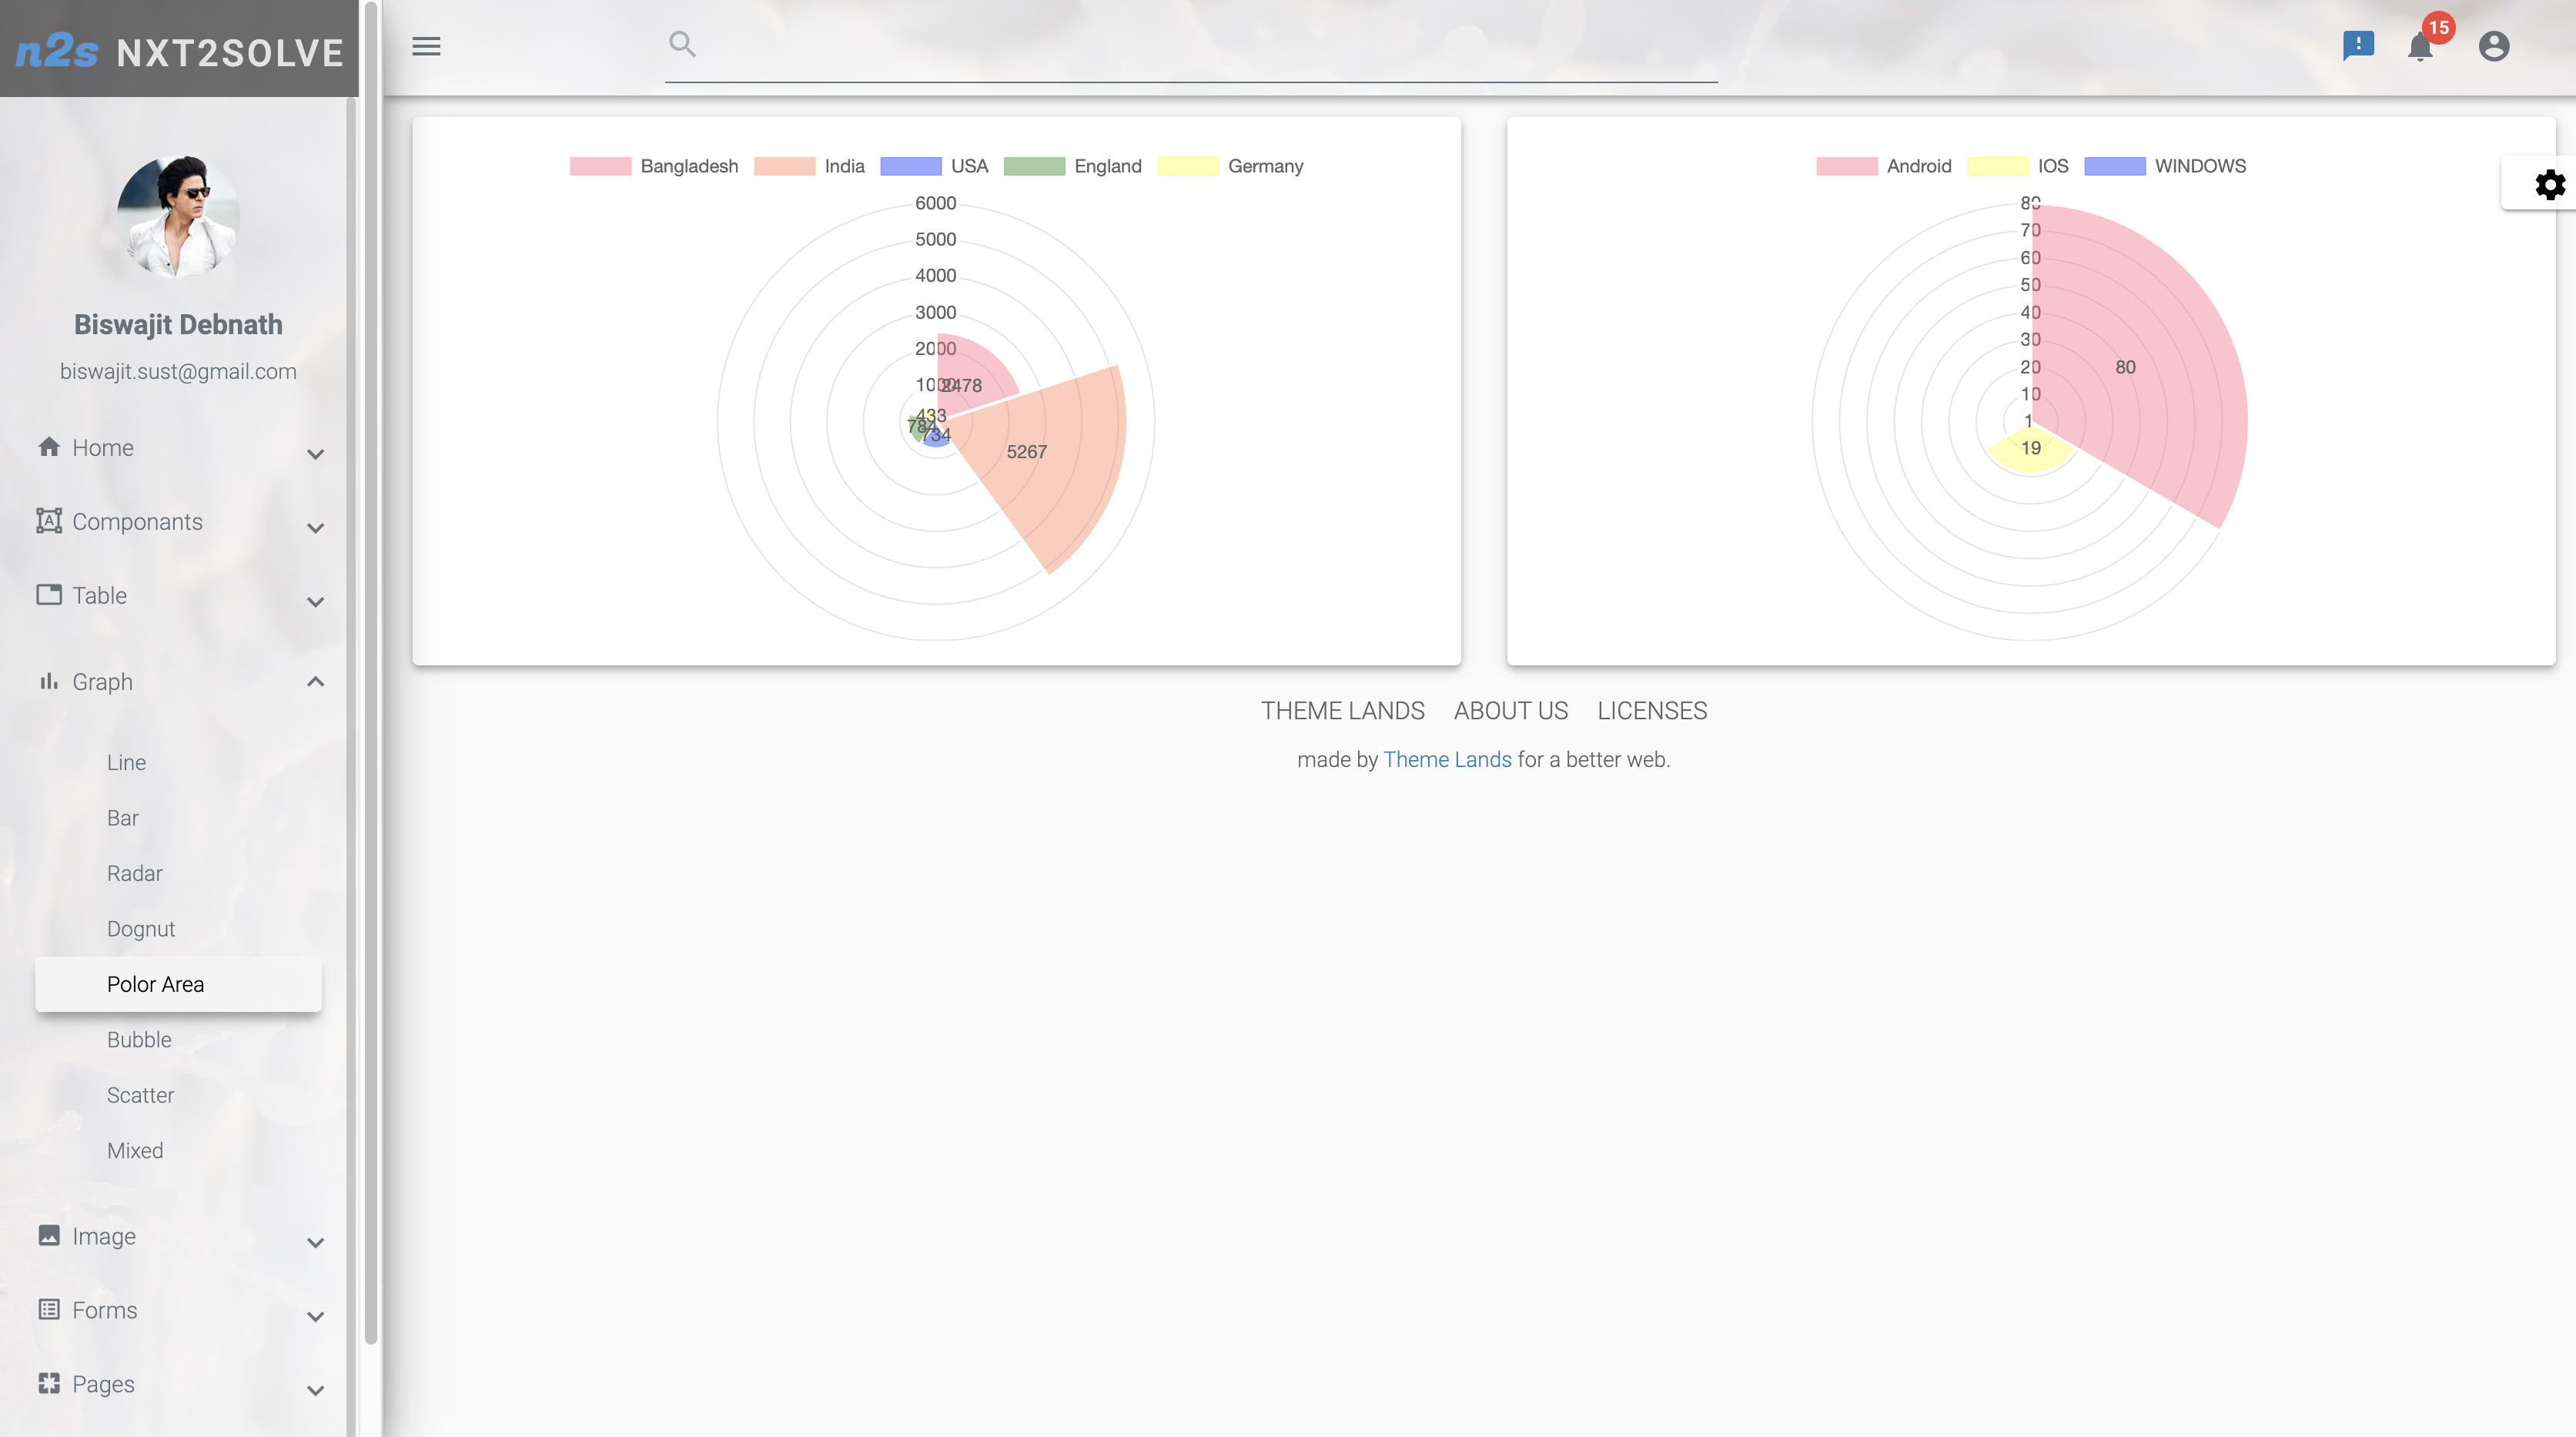 n2s NXT2SOLVE
15
Biswajit Debnath
biswajit.sust@gmail.com
Home
Componants
Table
Graph
Line
Bar
Radar
Dognut
Polor Area
Bubble
Scatter
Mixed
Image
Forms
Pages
Bangladesh India USA England Germany
6000
5000
4000
3000
2000
1000
2478
433
784
734
5267
Android IOS WINDOWS
80
70
60
50
40
30
20
10
80
1
19
THEME LANDS ABOUT US LICENSES
made by Theme Lands for a better web.